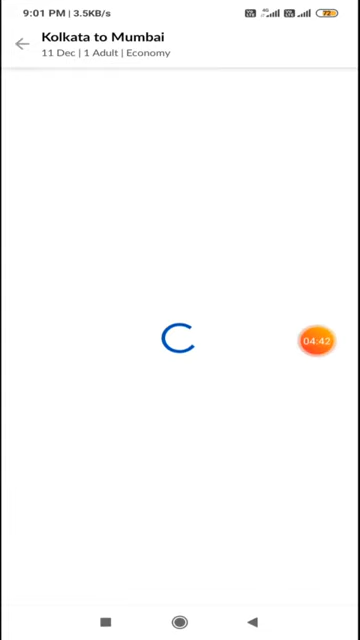 9:01 PM | 3.5KB/s
72
Kolkata to Mumbai
11 Dec | 1 Adult | Economy
04:42